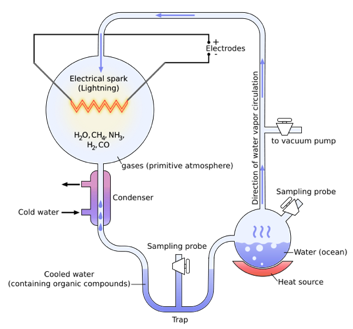 +
Electrodes
-
Electrical spark
(Lightning)
H₂O, CH₄, NH₃,
H₂, CO
gases (primitive atmosphere)
Direction of water vapor circulation
to vacuum pump
Sampling probe
Condenser
Cold water
Water (ocean)
Sampling probe
Heat source
Cooled water
(containing organic compounds)
Trap